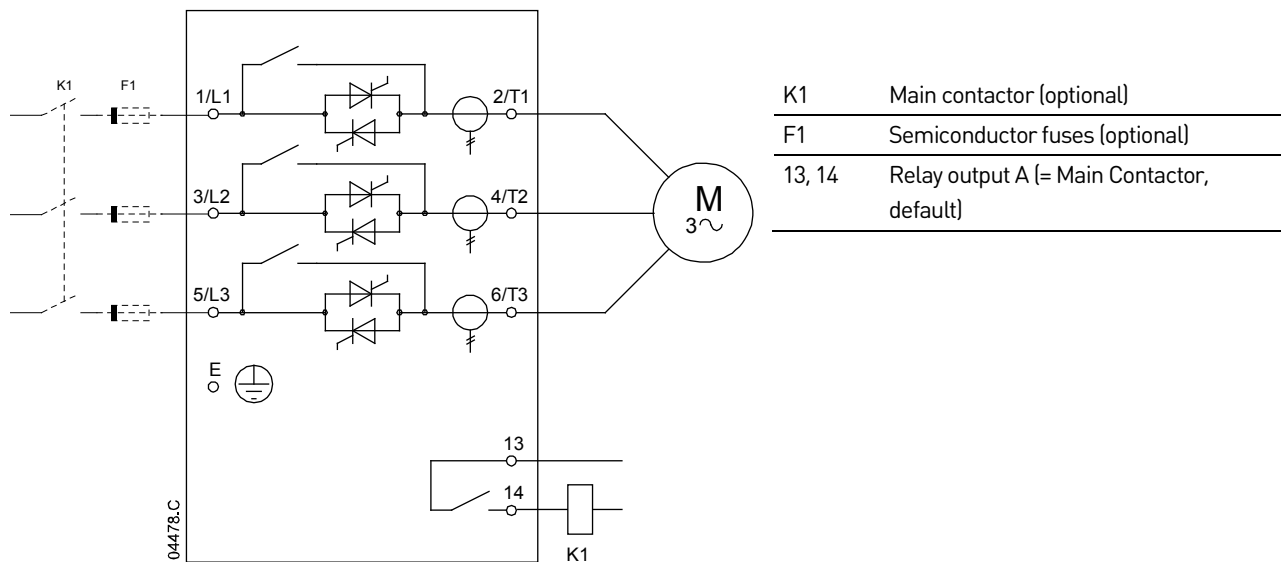 K1
F1
1/L1
2/T1
3/L2
4/T2
5/L3
6/T3
M
3~
E
13
14
K1
04478.C
K1 Main contactor (optional)
F1 Semiconductor fuses (optional)
13, 14 Relay output A (= Main Contactor,
default)